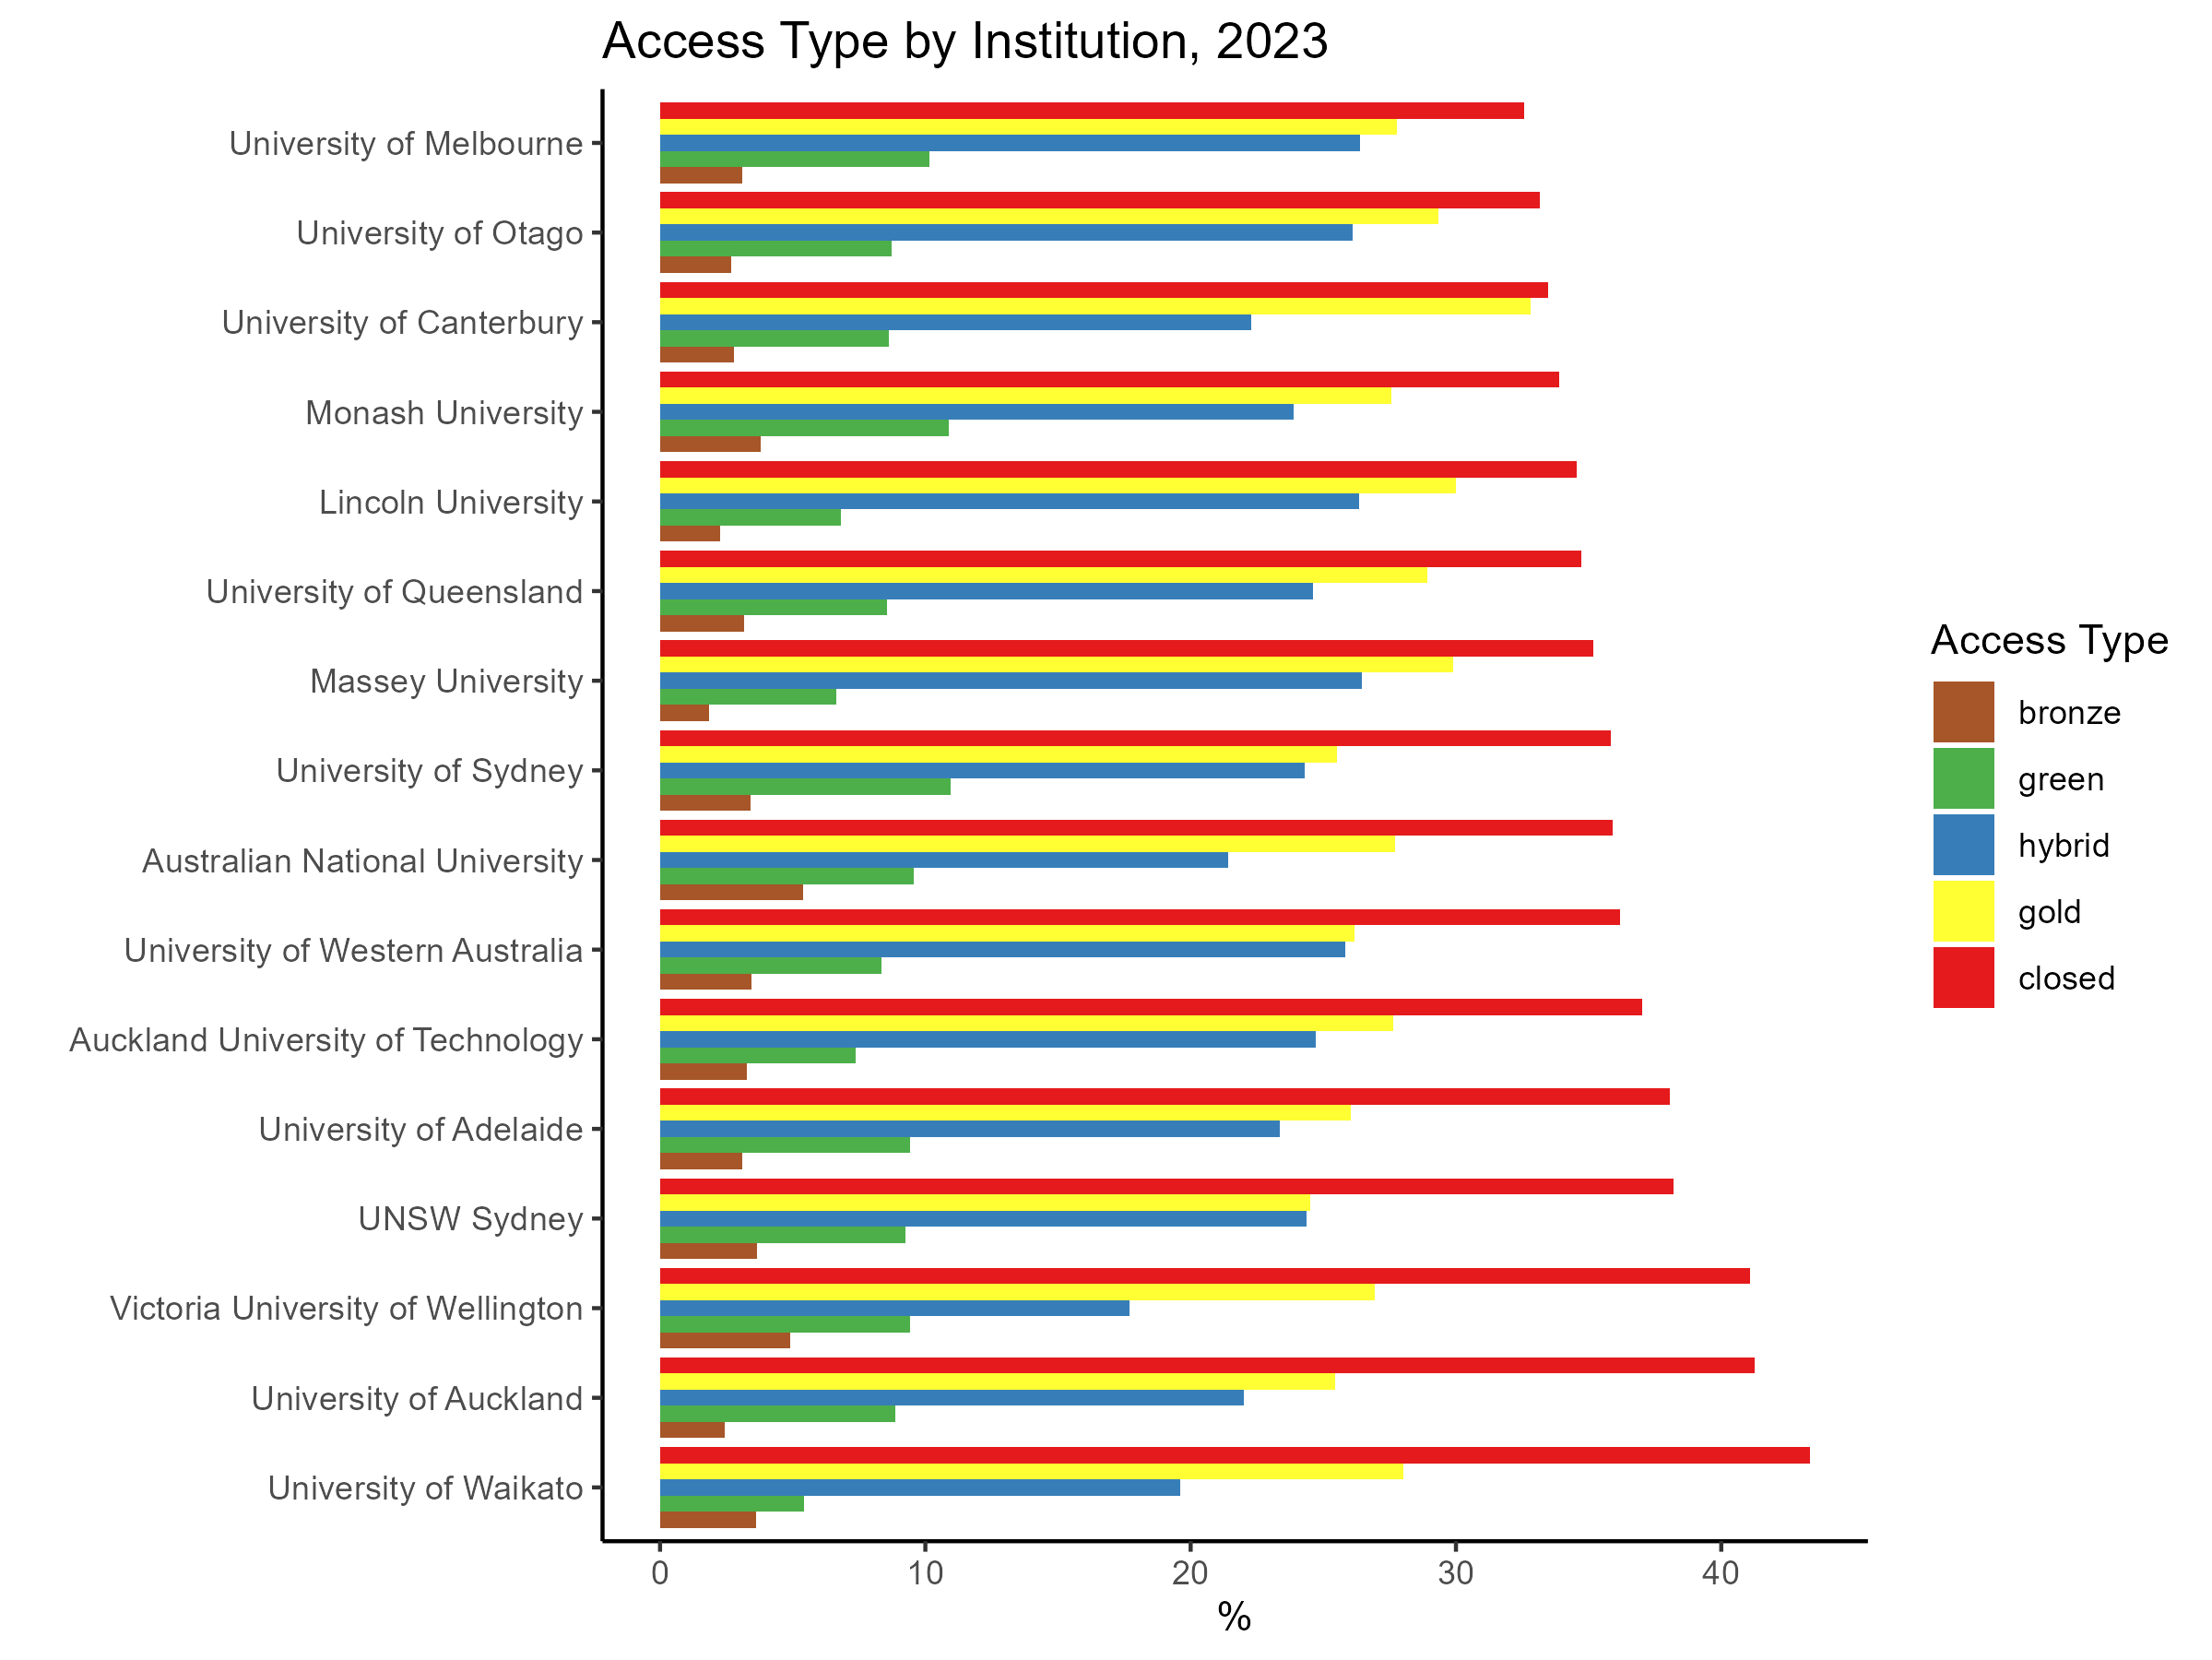 Access Type by Institution, 2023
University of Melbourne
University of Otago
University of Canterbury
Monash University
Lincoln University
University of Queensland
Massey University
University of Sydney
Australian National University
University of Western Australia
Auckland University of Technology
University of Adelaide
UNSW Sydney
Victoria University of Wellington
University of Auckland
University of Waikato
0 10 20 30 40
%
Access Type
bronze
green
hybrid
gold
closed